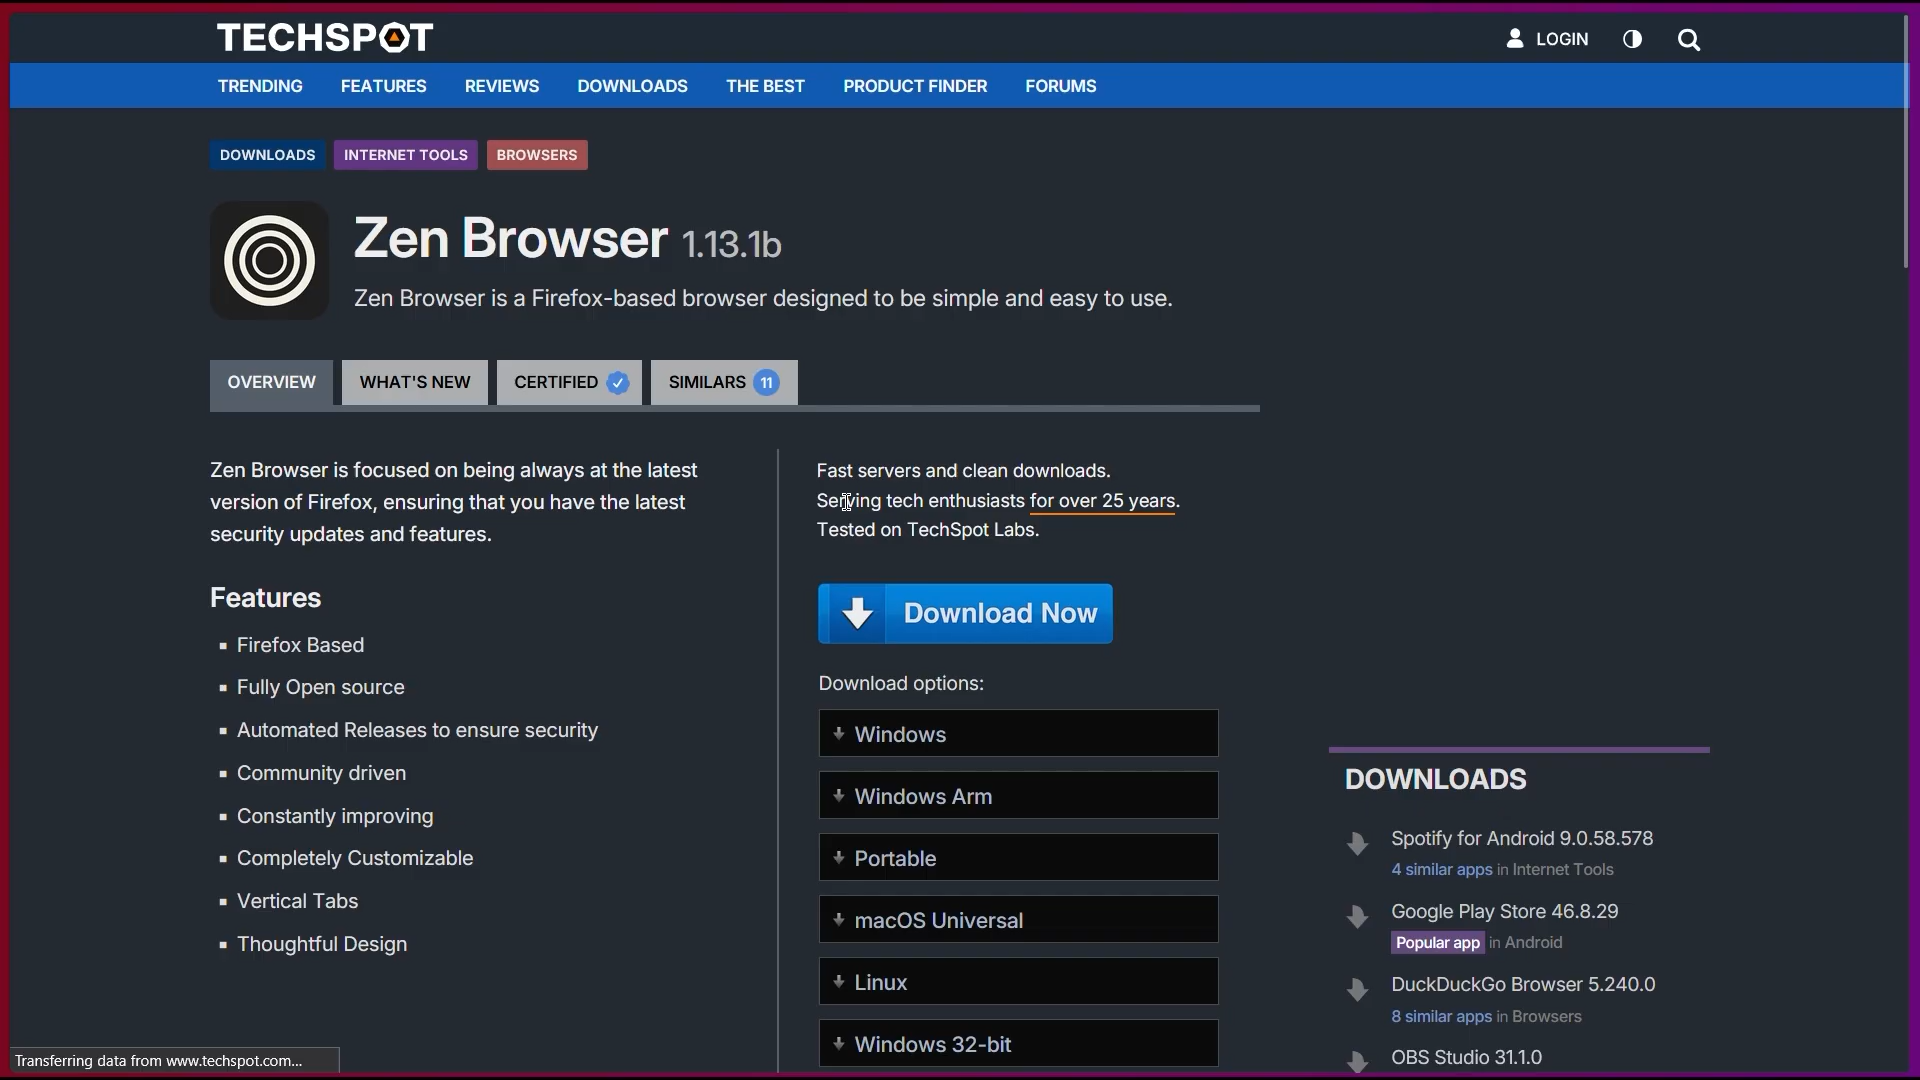 TECHSPOT
LOGIN
TRENDING FEATURES REVIEWS DOWNLOADS THE BEST PRODUCT FINDER FORUMS
DOWNLOADS INTERNET TOOLS BROWSERS
Zen Browser 1.13.1b
Zen Browser is a Firefox-based browser designed to be simple and easy to use.
OVERVIEW WHAT'S NEW CERTIFIED SIMILARS 11
Zen Browser is focused on being always at the latest
version of Firefox, ensuring that you have the latest
security updates and features.
Features
Firefox Based
Fully Open source
Automated Releases to ensure security
Community driven
Constantly improving
Completely Customizable
Vertical Tabs
Thoughtful Design
Fast servers and clean downloads.
Serving tech enthusiasts for over 25 years.
Tested on TechSpot Labs.
Download Now
Download options:
Windows
Windows Arm
Portable
macOS Universal
Linux
Windows 32-bit
DOWNLOADS
Spotify for Android 9.0.58.578
4 similar apps in Internet Tools
Google Play Store 46.8.29
Popular app in Android
DuckDuckGo Browser 5.240.0
8 similar apps in Browsers
OBS Studio 31.1.0
Transferring data from www.techspot.com...